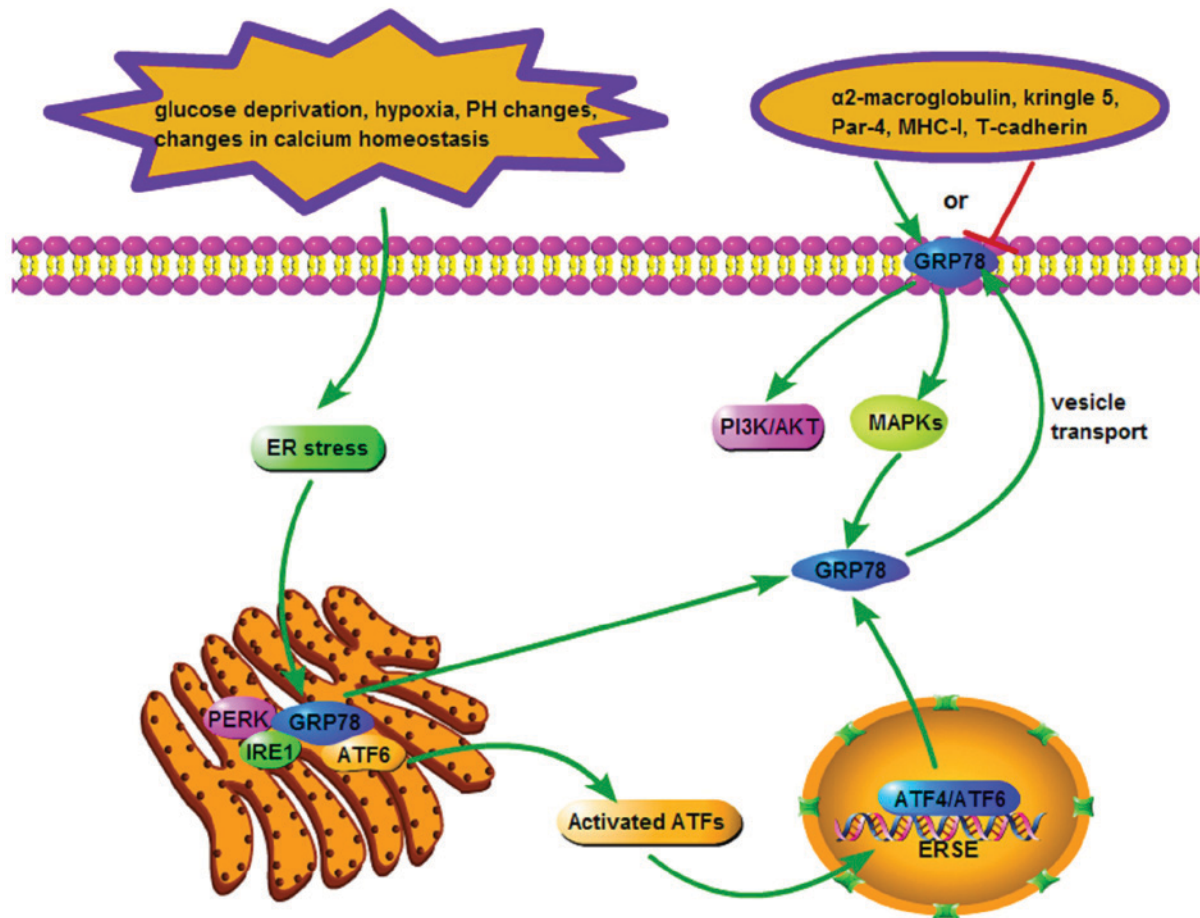 glucose deprivation, hypoxia, PH changes,
changes in calcium homeostasis
α2-macroglobulin, kringle 5,
Par-4, MHC-I, T-cadherin
or
GRP78
PI3K/AKT
MAPKs
vesicle
transport
ER stress
GRP78
PERK
GRP78
IRE1
ATF6
Activated ATFs
ATF4/ATF6
ERSE